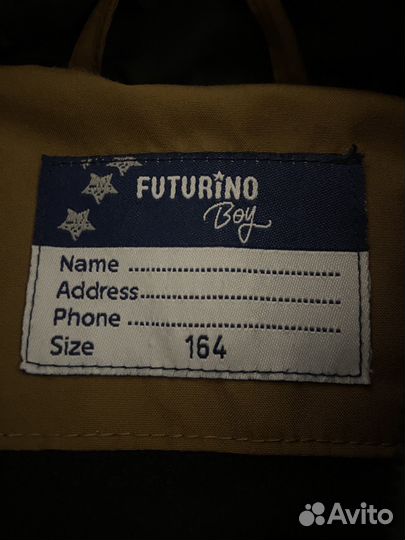 FUTURiNO
Boy
Name ..............................
Address..............................
Phone ..............................
Size 164
Avito